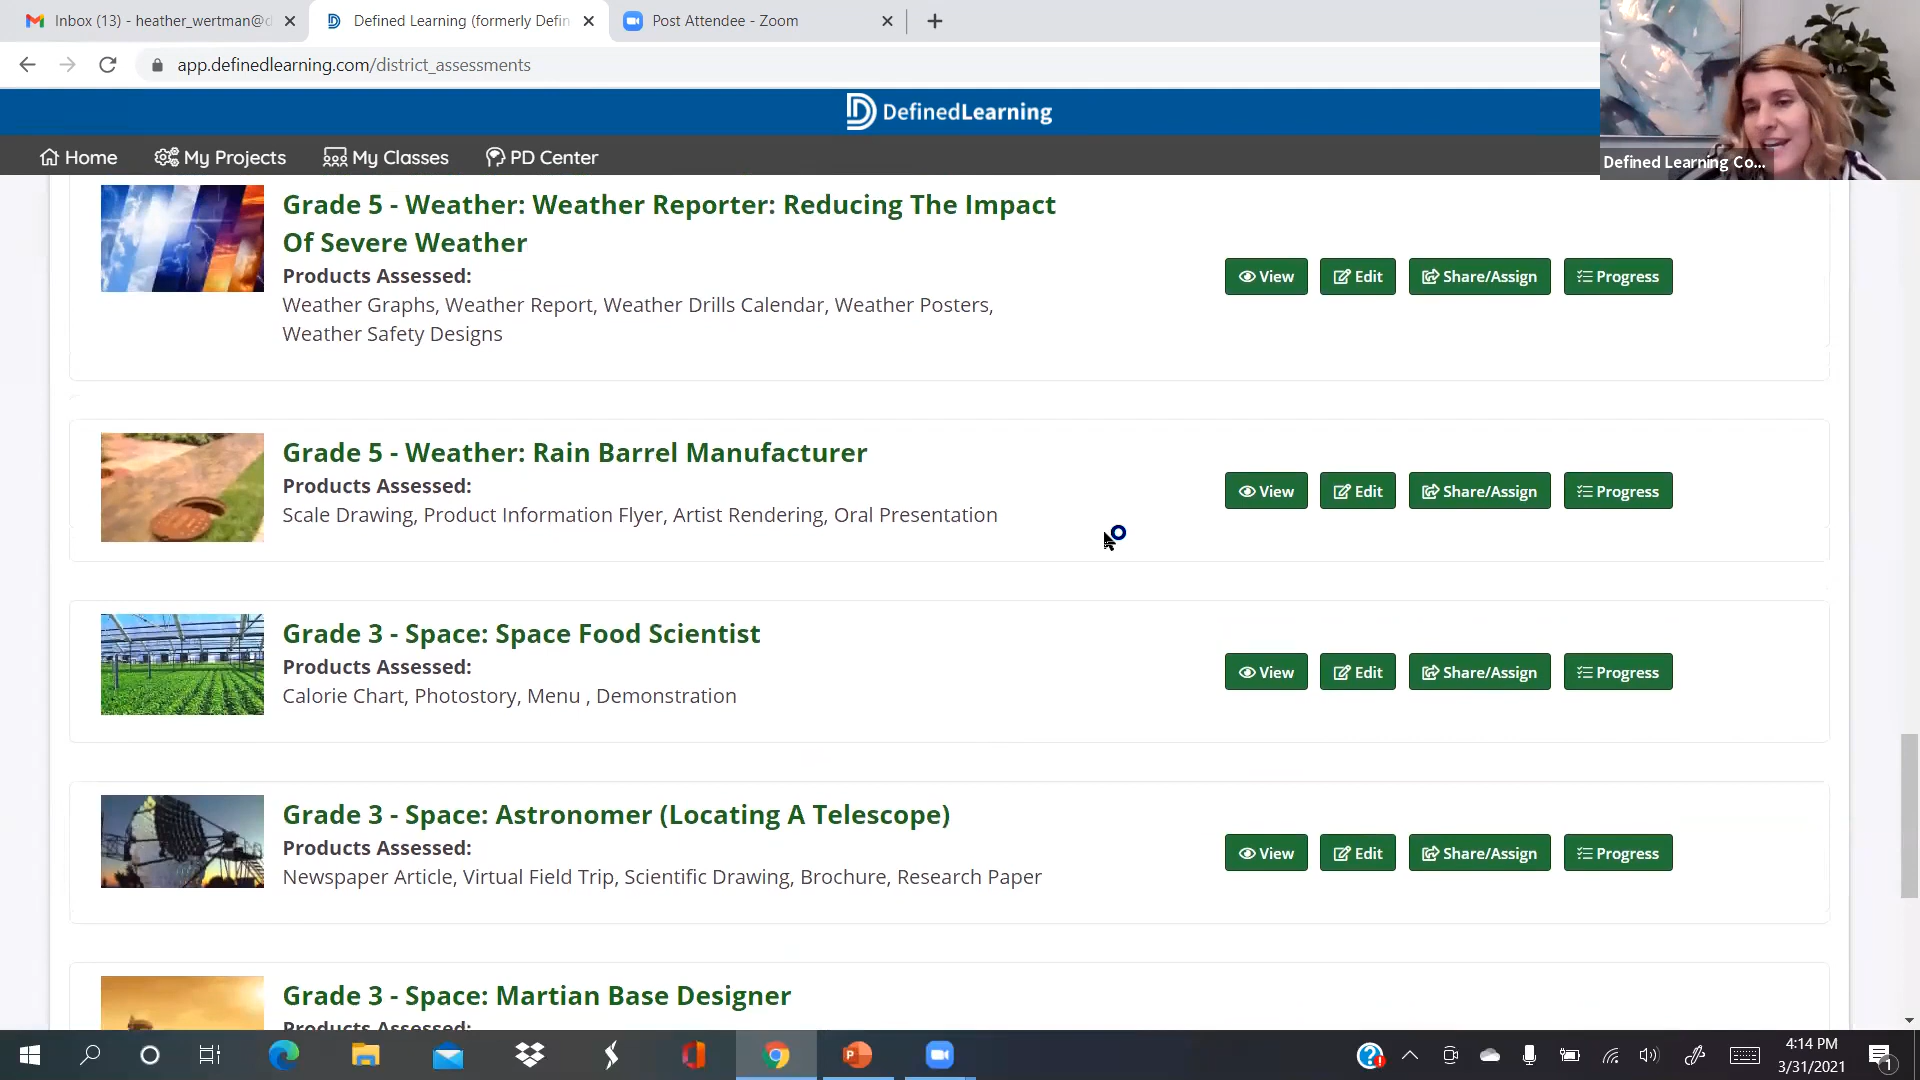 Inbox (13) - heather_wertman@d
Defined Learning (formerly Defin
Post Attendee - Zoom
app.definedlearning.com/district_assessments
DefinedLearning
Home
My Projects
My Classes
PD Center
Defined Learning Co...
Grade 5 - Weather: Weather Reporter: Reducing The Impact
Of Severe Weather
Products Assessed:
Weather Graphs, Weather Report, Weather Drills Calendar, Weather Posters,
Weather Safety Designs
View
Edit
Share/Assign
Progress
Grade 5 - Weather: Rain Barrel Manufacturer
Products Assessed:
Scale Drawing, Product Information Flyer, Artist Rendering, Oral Presentation
View
Edit
Share/Assign
Progress
Grade 3 - Space: Space Food Scientist
Products Assessed:
Calorie Chart, Photostory, Menu , Demonstration
View
Edit
Share/Assign
Progress
Grade 3 - Space: Astronomer (Locating A Telescope)
Products Assessed:
Newspaper Article, Virtual Field Trip, Scientific Drawing, Brochure, Research Paper
View
Edit
Share/Assign
Progress
Grade 3 - Space: Martian Base Designer
Products Assessed:
4:14 PM
3/31/2021
1